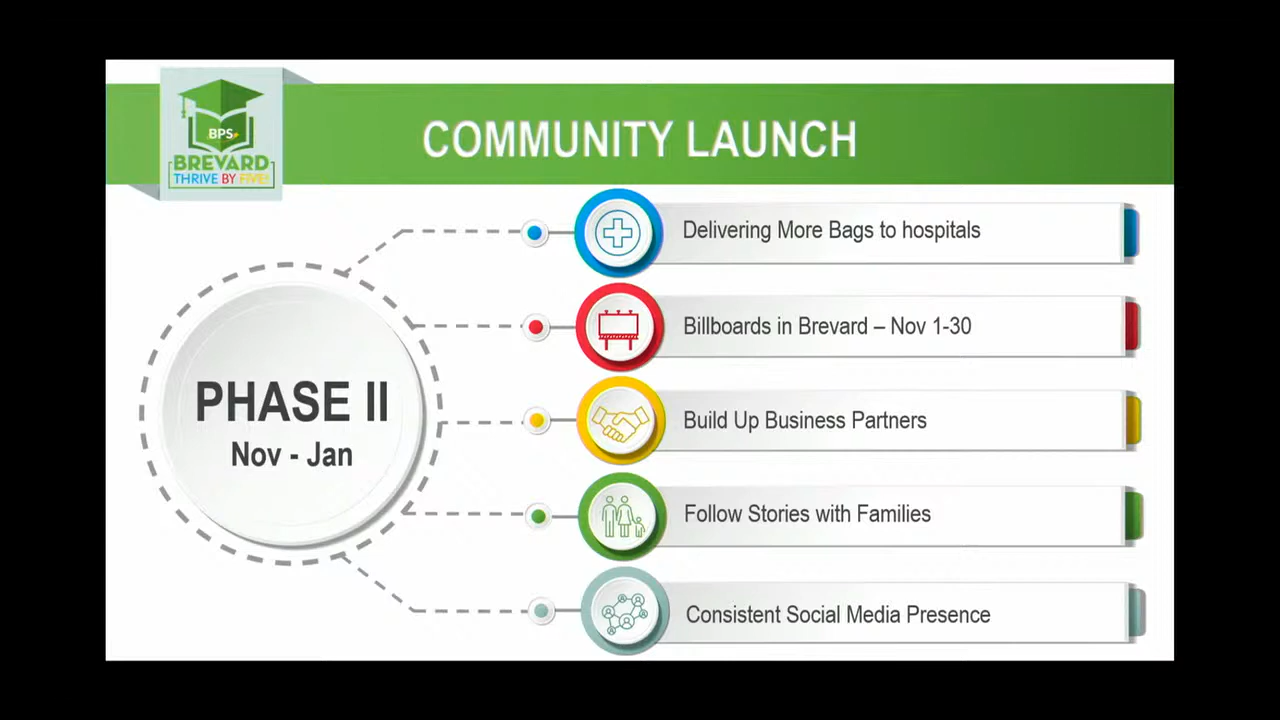 COMMUNITY LAUNCH
BPS
BREVARD
THRIVE BY FIVE!
PHASE II
Nov - Jan
Delivering More Bags to hospitals
Billboards in Brevard – Nov 1-30
Build Up Business Partners
Follow Stories with Families
Consistent Social Media Presence